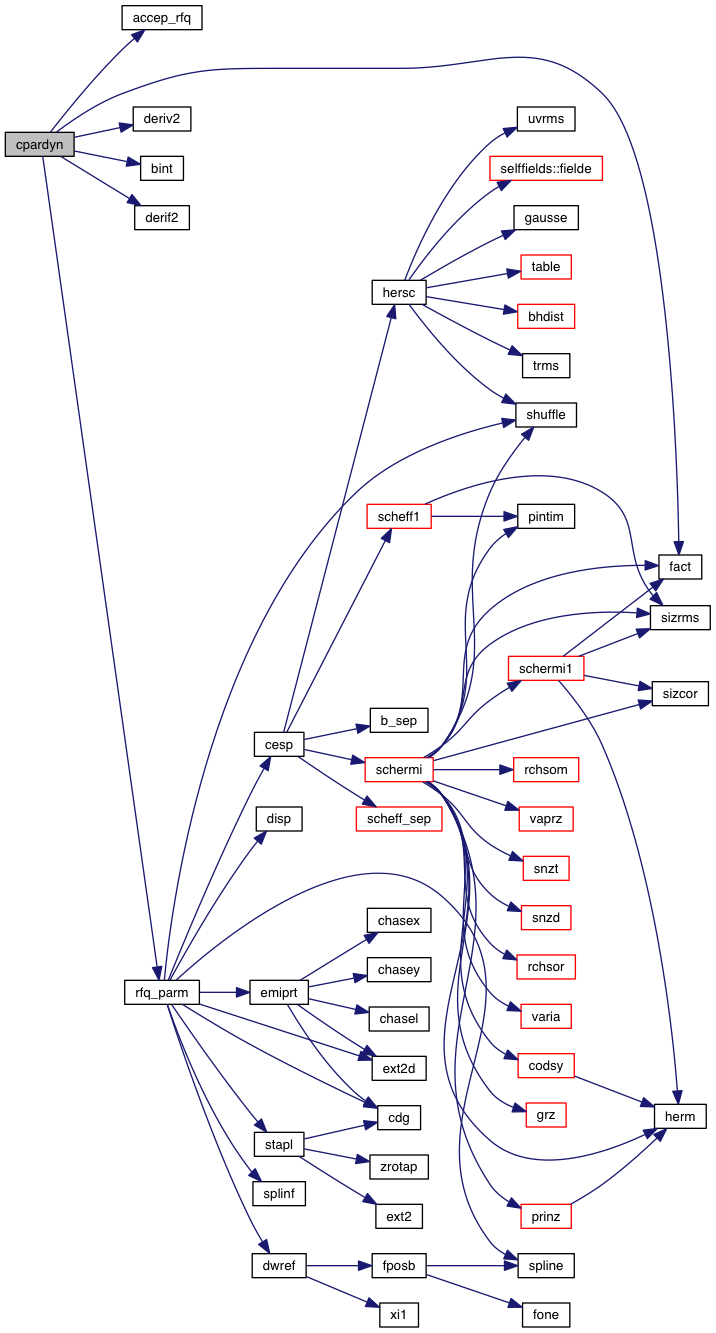 accep_rfq
cpardyn
deriv2
bint
derif2
uvrms
selffields::fielde
gausse
table
hersc
bhdist
trms
shuffle
scheff1
pintim
fact
sizrms
schermi1
sizcor
b_sep
cesp
schermi
rchsom
disp
scheff_sep
vaprz
snzt
snzd
chasex
chasey
rchsor
rfq_parm
emiprt
chasel
varia
ext2d
codsy
cdg
grz
herm
stapl
zrotap
splinf
ext2
prinz
dwref
fposb
spline
xi1
fone